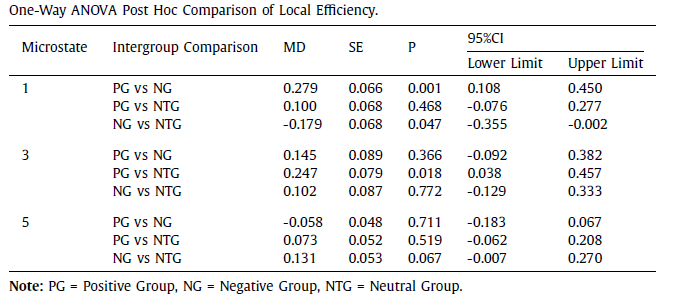 One-Way ANOVA Post Hoc Comparison of Local Efficiency.
Microstate Intergroup Comparison MD SE P 95%CI
Lower Limit Upper Limit
1 PG vs NG 0.279 0.066 0.001 0.108 0.450
PG vs NTG 0.100 0.068 0.468 -0.076 0.277
NG vs NTG -0.179 0.068 0.047 -0.355 -0.002
3 PG vs NG 0.145 0.089 0.366 -0.092 0.382
PG vs NTG 0.247 0.079 0.018 0.038 0.457
NG vs NTG 0.102 0.087 0.772 -0.129 0.333
5 PG vs NG -0.058 0.048 0.711 -0.183 0.067
PG vs NTG 0.073 0.052 0.519 -0.062 0.208
NG vs NTG 0.131 0.053 0.067 -0.007 0.270
Note: PG = Positive Group, NG = Negative Group, NTG = Neutral Group.